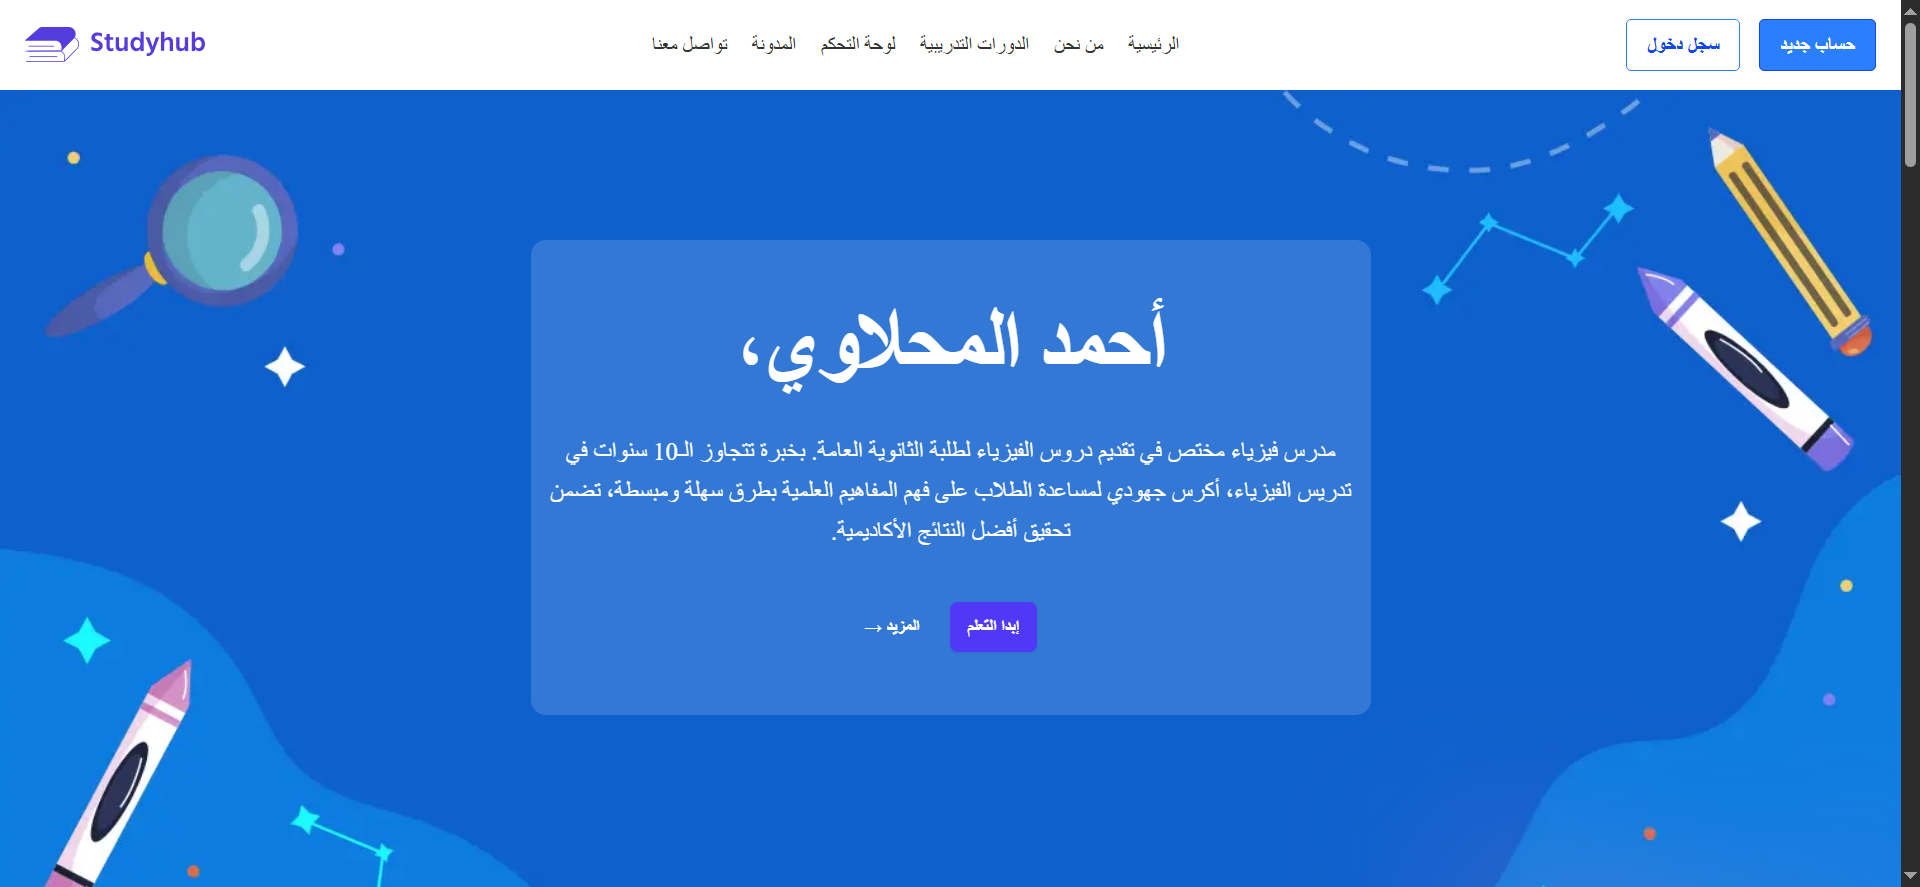 حساب جديد
سجل دخول
الرئيسية
من نحن
الدورات التدريبية
لوحة التحكم
المدونة
تواصل معنا
Studyhub
أحمد المحلاوي،
مدرس فيزياء مختص في تقديم دروس الفيزياء لطلبة الثانوية العامة. بخبرة تتجاوز الـ10 سنوات في
تدريس الفيزياء، أكرس جهودي لمساعدة الطلاب على فهم المفاهيم العلمية بطرق سهلة ومبسطة، تضمن
تحقيق أفضل النتائج الأكاديمية.
إبدا التعلم
المزيد →